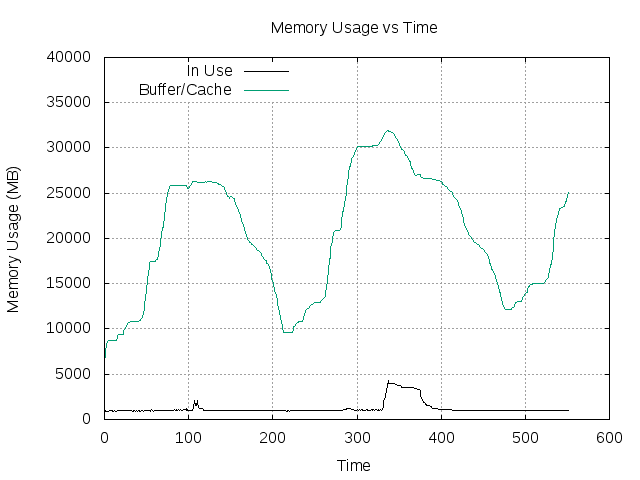 Memory Usage vs Time
In Use
Buffer/Cache
Memory Usage (MB)
40000
35000
30000
25000
20000
15000
10000
5000
0
0 100 200 300 400 500 600
Time